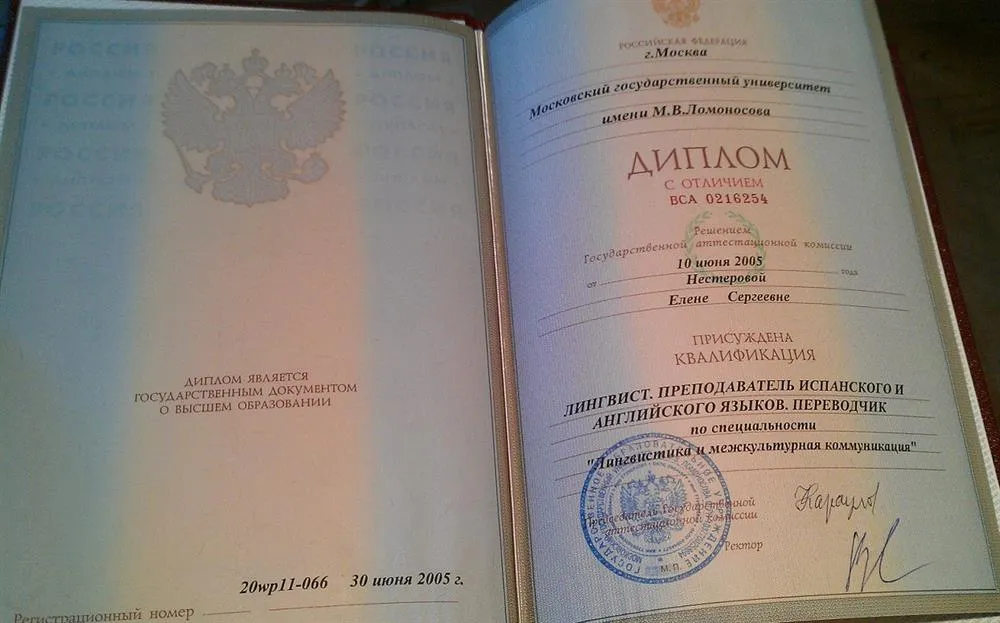 ДИПЛОМ ЯВЛЯЕТСЯ
ГОСУДАРСТВЕННЫМ ДОКУМЕНТОМ
О ВЫСШЕМ ОБРАЗОВАНИИ
20wp11-066 30 июня 2005 г.
Регистрационный номер
РОССИЙСКАЯ ФЕДЕРАЦИЯ
г.Москва
Московский государственный университет
имени М.В.Ломоносова
ДИПЛОМ
С ОТЛИЧИЕМ
ВСА 0216254
Решением
Государственной аттестационной комиссии
от 10 июня 2005 года
Нестеровой
Елене Сергеевне
ПРИСУЖДЕНА
КВАЛИФИКАЦИЯ
ЛИНГВИСТ. ПРЕПОДАВАТЕЛЬ ИСПАНСКОГО И
АНГЛИЙСКОГО ЯЗЫКОВ. ПЕРЕВОДЧИК
по специальности
"Лингвистика и межкультурная коммуникация"
Председатель Государственной
аттестационной комиссии
Ректор
М.П.